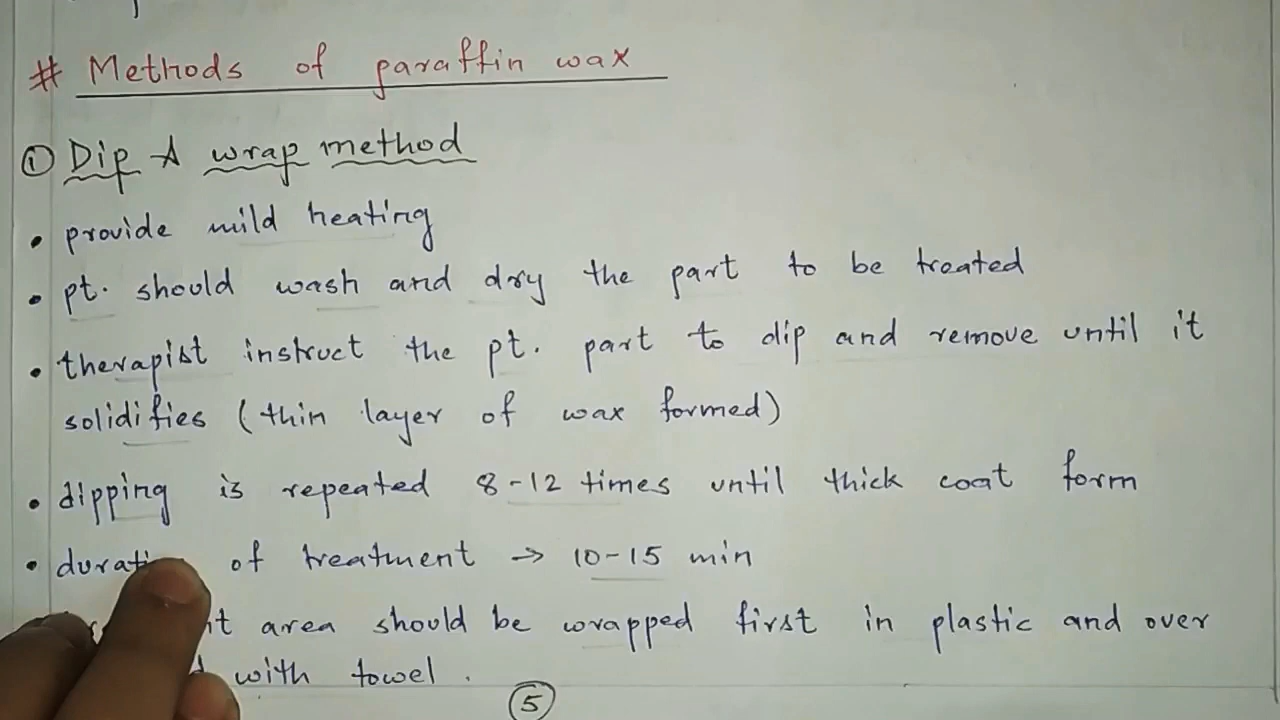 # Methods of paraffin wax
① Dip & wrap method
• provide mild heating
• pt. should wash and dry the part to be treated
• therapist instruct the pt. part to dip and remove until it
solidifies (thin layer of wax formed)
• dipping is repeated 8-12 times until thick coat form
• of treatment → 10-15 min
area should be wrapped first in plastic and over
with towel.
⑤